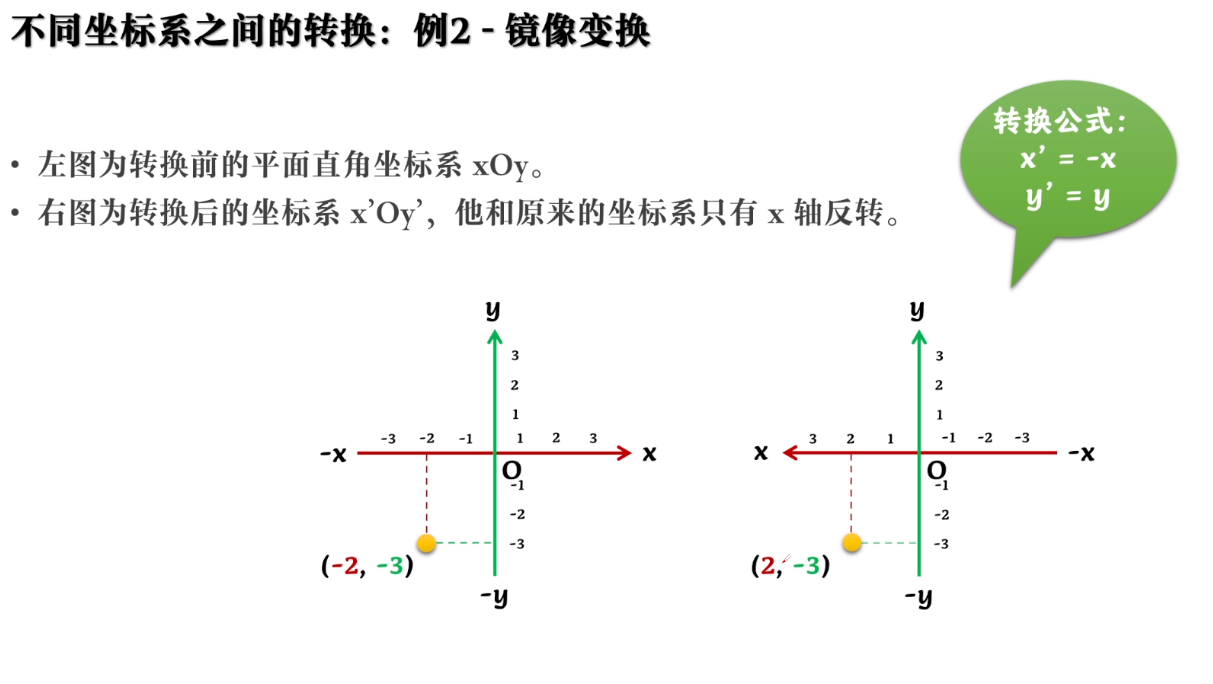 不同坐标系之间的转换：例2 - 镜像变换
转换公式：
x’ = -x
y’ = y
• 左图为转换前的平面直角坐标系 xOy。
• 右图为转换后的坐标系 x’Oy’，他和原来的坐标系只有 x 轴反转。
y
3
2
1
-3 -2 -1 1 2 3
-x x
O
-1
-2
-3
(-2, -3)
-y
y
3
2
1
3 2 1 -1 -2 -3
x -x
O
-1
-2
-3
(2, -3)
-y